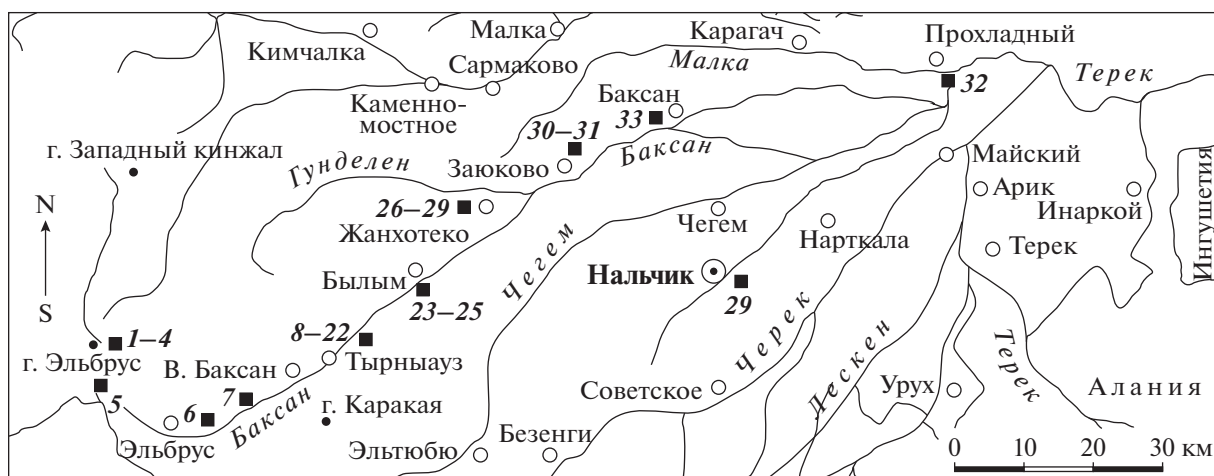 Кимчалка
Малка
Карагач
Прохладный
Сармаково
Малка
Терек
32
Каменно-
мостное
Баксан
33
30–31
г. Западный кинжал
Гунделен
Заюково
Баксан
Майский
Арик
Инаркой
Ингушетия
N
26–29
Жанхотеко
Чегем
Нарткала
Терек
S
Былым
Чегем
Нальчик
23–25
29
1–4
8–22
Черек
Лескен
Терек
г. Эльбрус
В. Баксан
Тырныауз
Советское
Урух
Алания
5
7
6
Баксан
г. Каракая
Эльбрус
Эльтюбю
Безенги
0 10 20 30 км